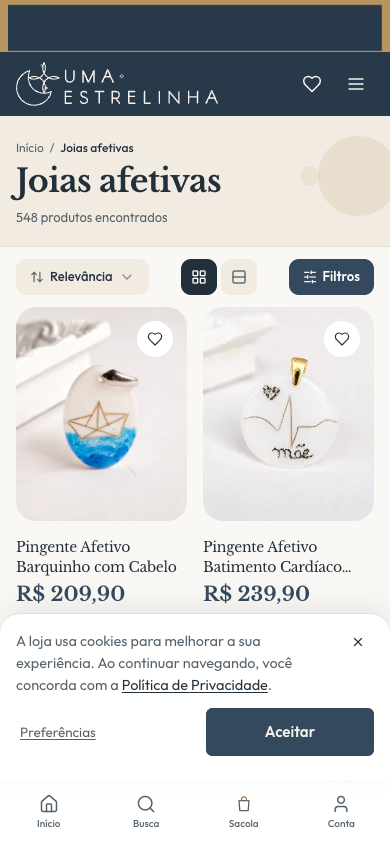 UMA
ESTRELINHA
Início / Joias afetivas
Joias afetivas
548 produtos encontrados
Relevância
Filtros
mãe
Pingente Afetivo
Barquinho com Cabelo
R$ 209,90
Pingente Afetivo
Batimento Cardíaco...
R$ 239,90
A loja usa cookies para melhorar a sua
experiência. Ao continuar navegando, você
concorda com a Política de Privacidade.
Preferências
Aceitar
Início
Busca
Sacola
Conta